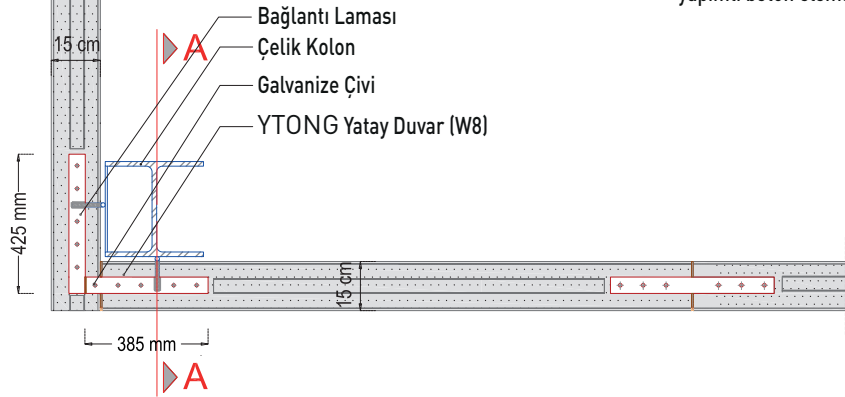 Bağlantı Laması
15 cm
A
Çelik Kolon
Galvanize Çivi
YTONG Yatay Duvar (W8)
425 mm
15 cm
385 mm
A